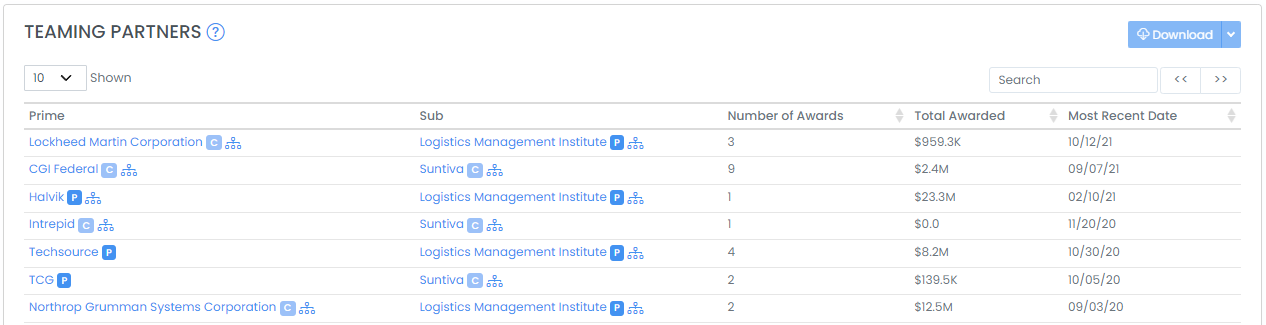 TEAMING PARTNERS ?
Download
10 Shown
Search << >>
Prime Sub Number of Awards Total Awarded Most Recent Date
Lockheed Martin Corporation C Logistics Management Institute P 3 $959.3K 10/12/21
CGI Federal C Suntiva C 9 $2.4M 09/07/21
Halvik P Logistics Management Institute P 1 $23.3M 02/10/21
Intrepid C Suntiva C 1 $0.0 11/20/20
Techsource P Logistics Management Institute P 4 $8.2M 10/30/20
TCG P Suntiva C 2 $139.5K 10/05/20
Northrop Grumman Systems Corporation C Logistics Management Institute P 2 $12.5M 09/03/20